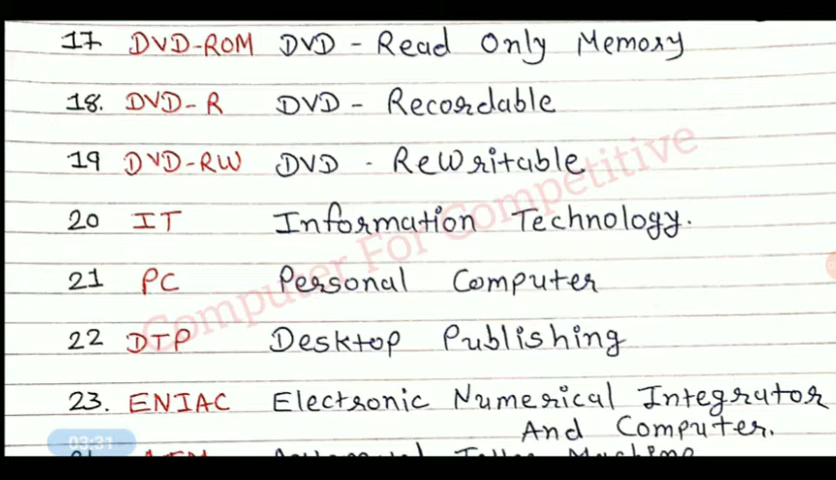 17 DVD-ROM DVD - Read Only Memory
18. DVD-R DVD - Recordable
19 DVD-RW DVD - ReWritable
20 IT Information Technology.
21 PC Personal Computer
22 DTP Desktop Publishing
23. ENIAC Electronic Numerical Integrator
And Computer.
Computer For Competitive
03:31